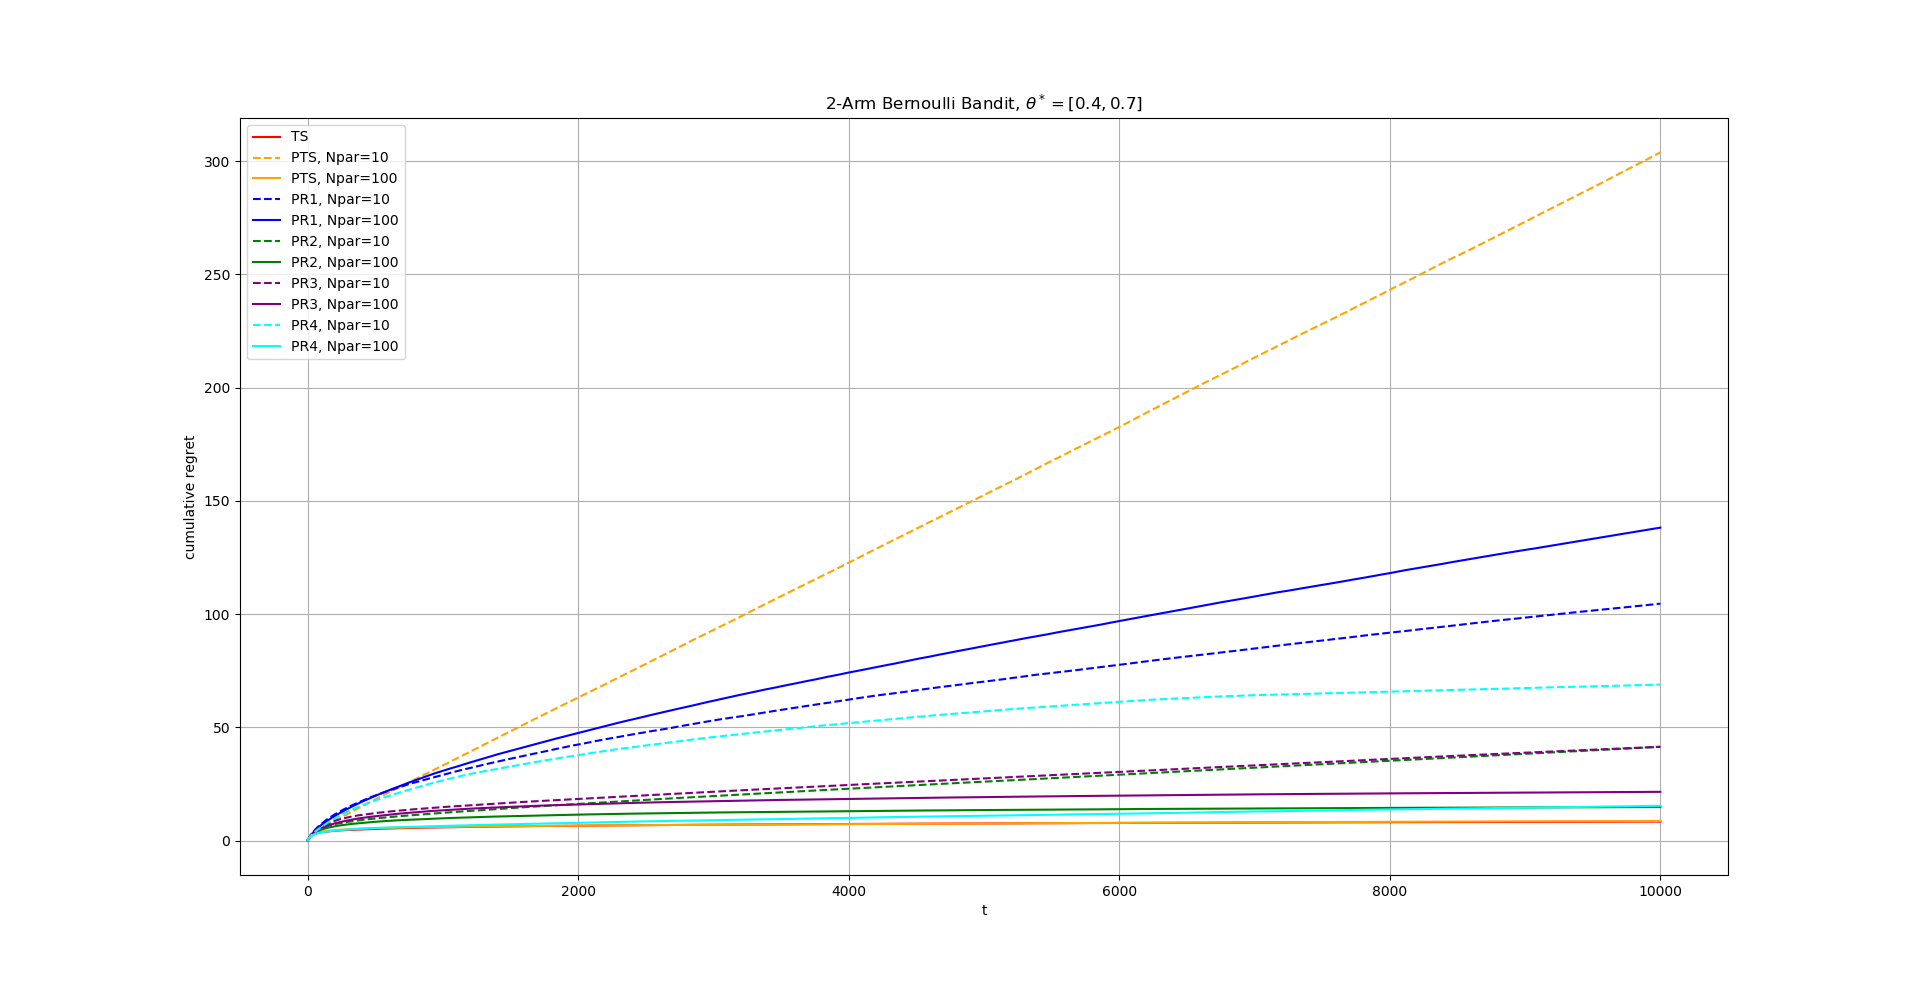 2-Arm Bernoulli Bandit, θ* = [0.4, 0.7]
TS
PTS, Npar=10
PTS, Npar=100
PR1, Npar=10
PR1, Npar=100
PR2, Npar=10
PR2, Npar=100
PR3, Npar=10
PR3, Npar=100
PR4, Npar=10
PR4, Npar=100
300
250
200
150
100
50
0
cumulative regret
0 2000 4000 6000 8000 10000
t